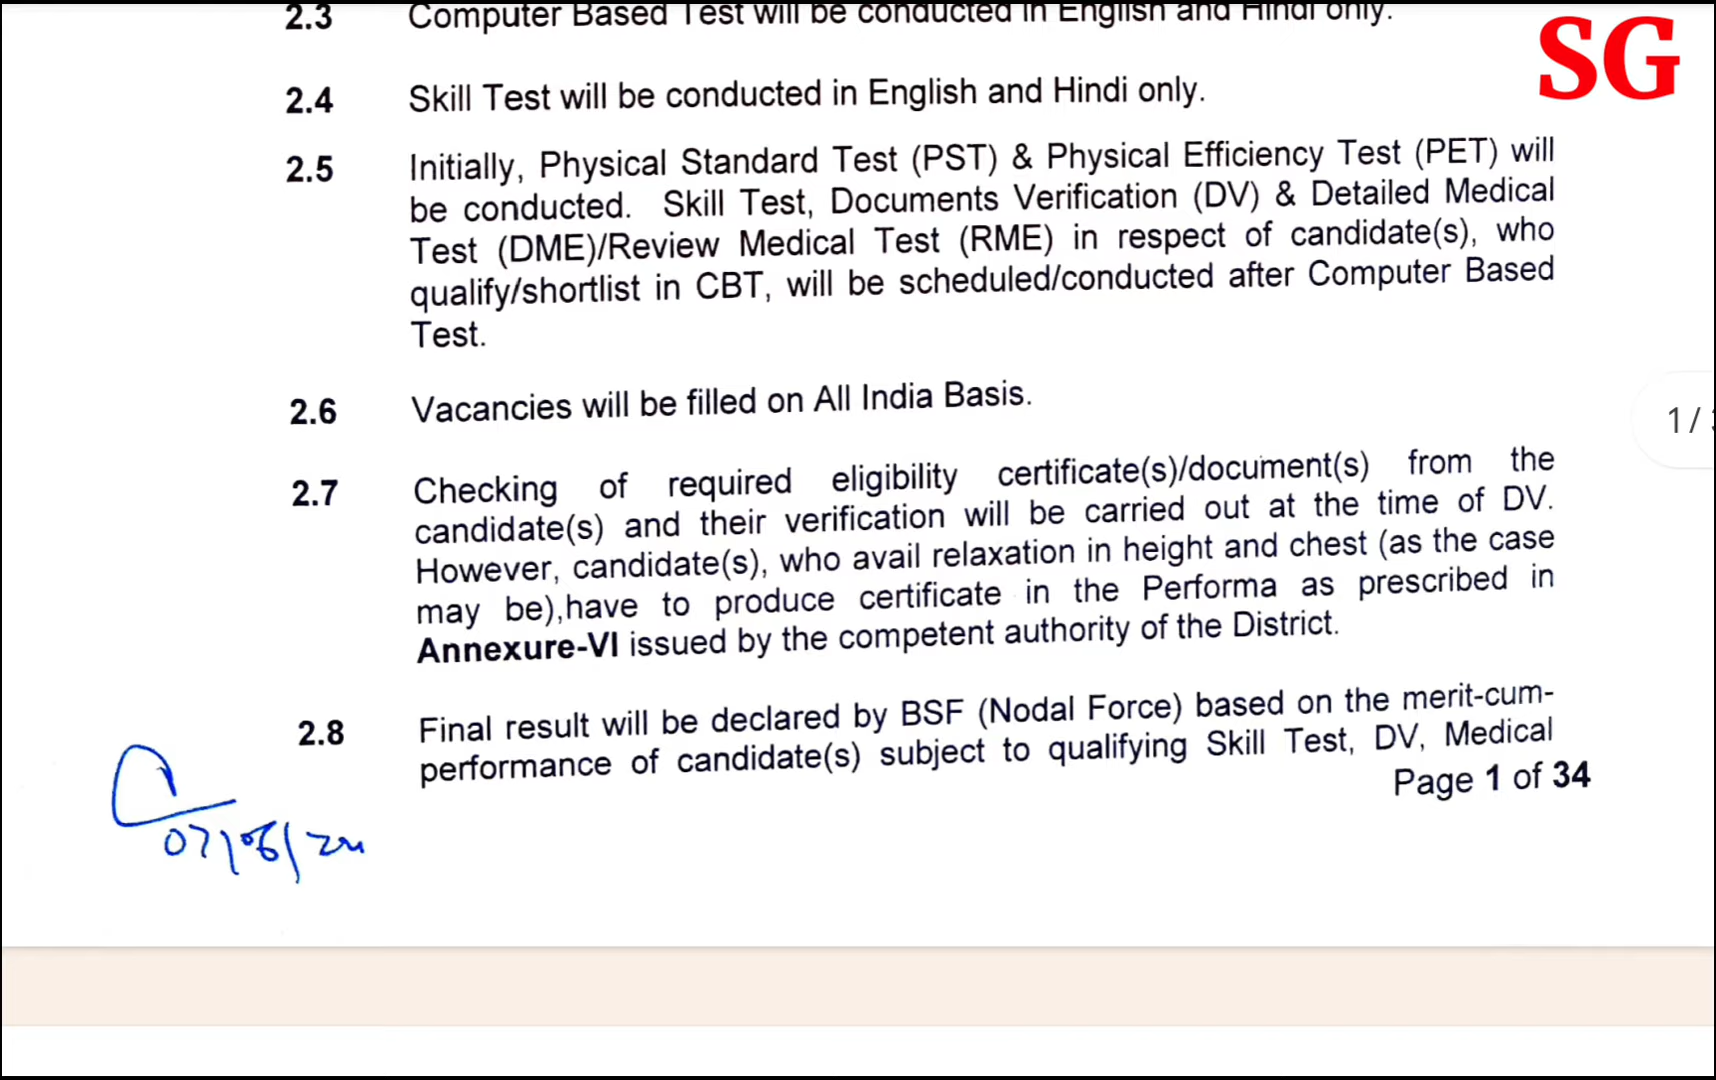 2.3 Computer Based Test will be conducted in English and Hindi only.
SG
2.4 Skill Test will be conducted in English and Hindi only.
2.5 Initially, Physical Standard Test (PST) & Physical Efficiency Test (PET) will
be conducted. Skill Test, Documents Verification (DV) & Detailed Medical
Test (DME)/Review Medical Test (RME) in respect of candidate(s), who
qualify/shortlist in CBT, will be scheduled/conducted after Computer Based
Test.
2.6 Vacancies will be filled on All India Basis.
1 /
2.7 Checking of required eligibility certificate(s)/document(s) from the
candidate(s) and their verification will be carried out at the time of DV.
However, candidate(s), who avail relaxation in height and chest (as the case
may be),have to produce certificate in the Performa as prescribed in
Annexure-VI issued by the competent authority of the District.
2.8 Final result will be declared by BSF (Nodal Force) based on the merit-cum-
performance of candidate(s) subject to qualifying Skill Test, DV, Medical
Page 1 of 34
07/06/24